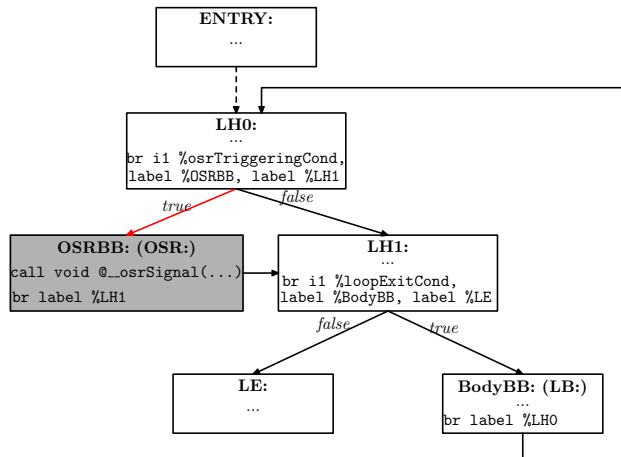 ENTRY:
...
LH0:
...
br i1 %osrTriggeringCond,
label %OSRBB, label %LH1
true
false
OSRBB: (OSR:)
call void @__osrSignal(...)
br label %LH1
LH1:
...
br i1 %loopExitCond,
label %BodyBB, label %LE
false
true
LE:
...
BodyBB: (LB:)
...
br label %LH0